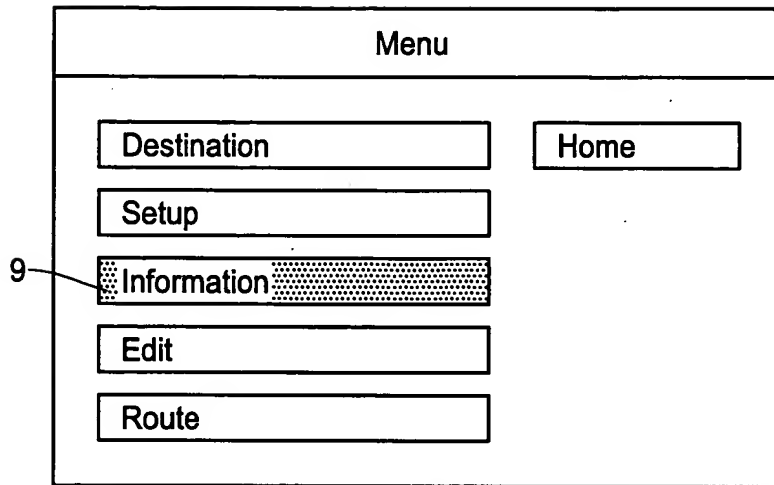 Menu
Destination
Home
Setup
9
Information
Edit
Route